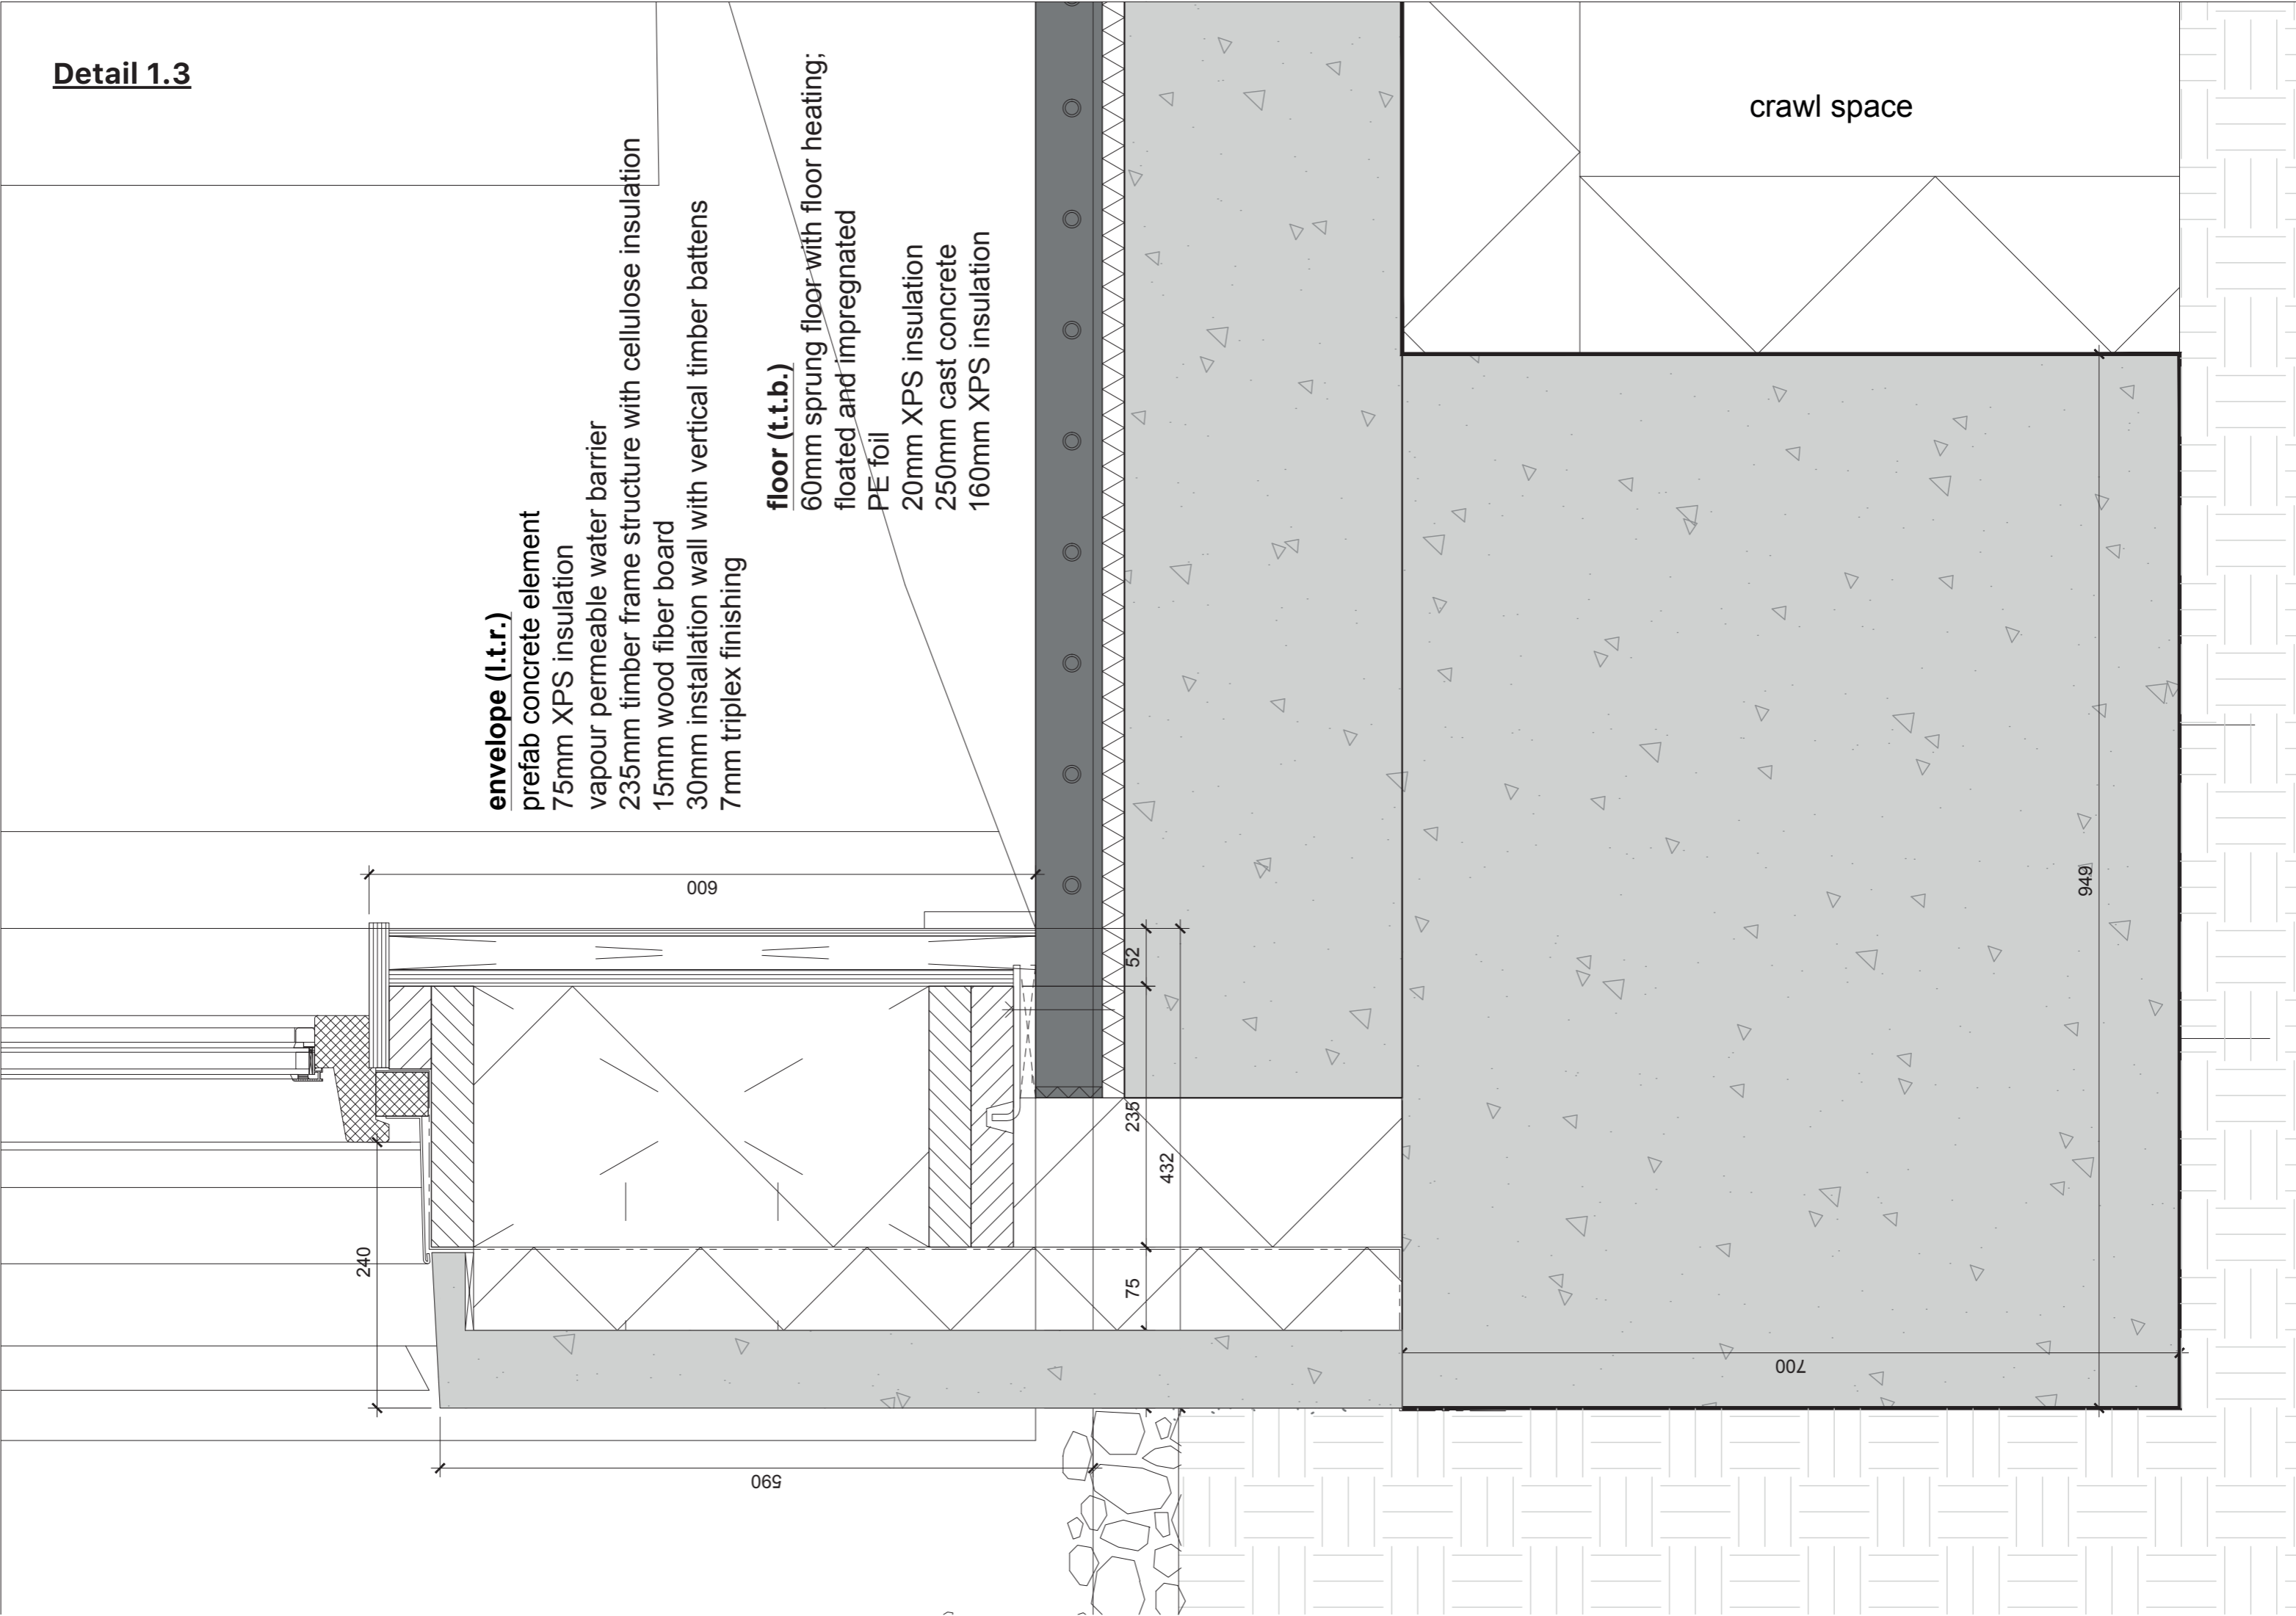 Detail 1.3
crawl space
envelope (l.t.r.)
prefab concrete element
75mm XPS insulation
vapour permeable water barrier
235mm timber frame structure with cellulose insulation
15mm wood fiber board
30mm installation wall with vertical timber battens
7mm triplex finishing
floor (t.t.b.)
60mm sprung floor with floor heating;
floated and impregnated
PE foil
20mm XPS insulation
250mm cast concrete
160mm XPS insulation
600
52
235
432
75
240
590
700
949